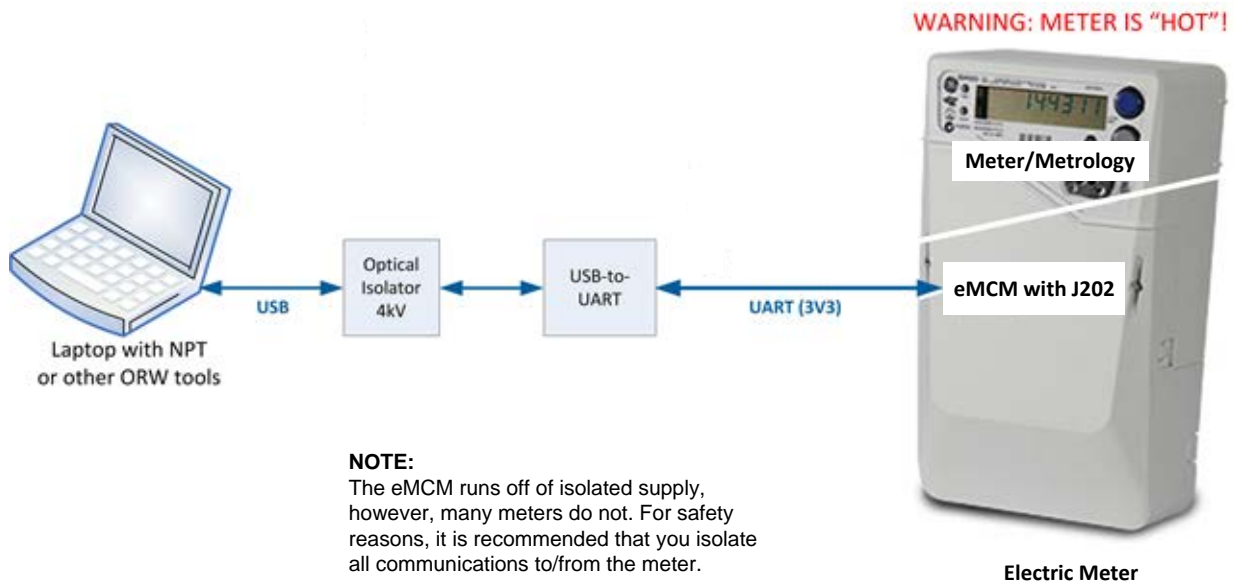 WARNING: METER IS “HOT”!
144311
Meter/Metrology
Optical
Isolator
4kV
USB-to-
UART
USB
UART (3V3)
eMCM with J202
Laptop with NPT
or other ORW tools
NOTE:
The eMCM runs off of isolated supply,
however, many meters do not. For safety
reasons, it is recommended that you isolate
all communications to/from the meter.
Electric Meter